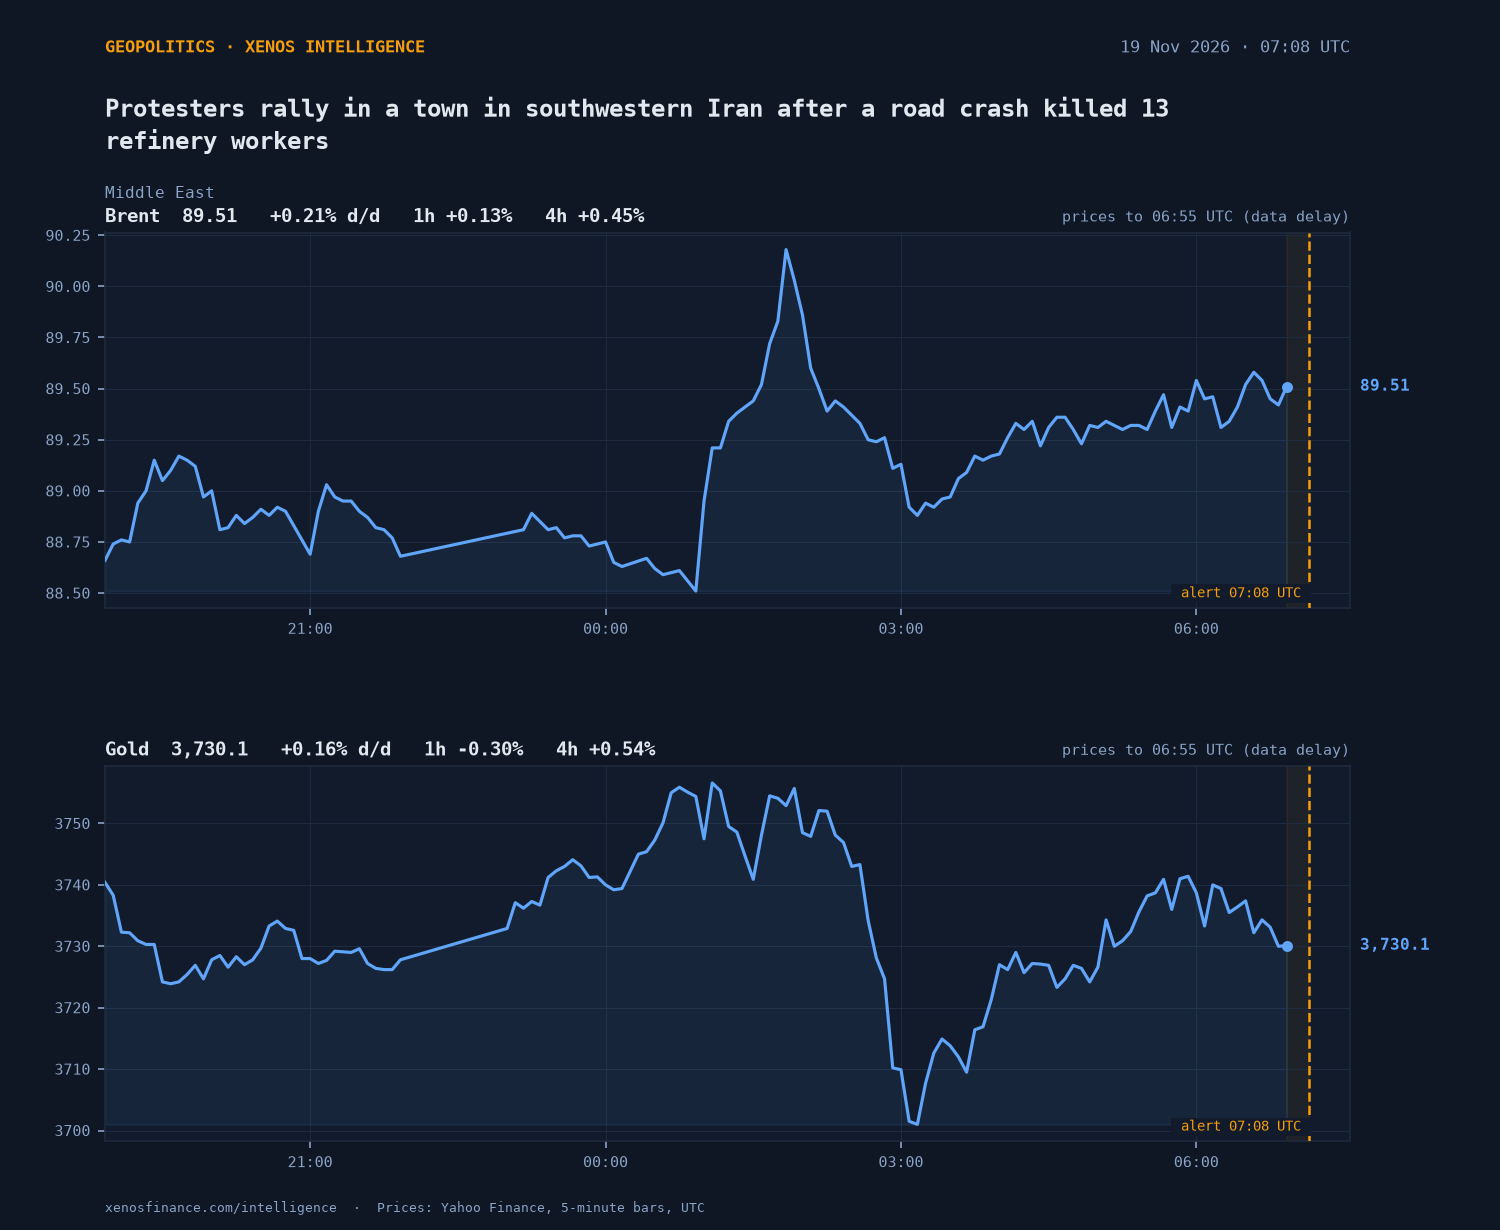 GEOPOLITICS · XENOS INTELLIGENCE
19 Nov 2026 · 07:08 UTC
Protesters rally in a town in southwestern Iran after a road crash killed 13
refinery workers
Middle East
Brent 89.51 +0.21% d/d 1h +0.13% 4h +0.45%
prices to 06:55 UTC (data delay)
90.25
90.00
89.75
89.50
89.25
89.00
88.75
88.50
89.51
alert 07:08 UTC
21:00
00:00
03:00
06:00
Gold 3,730.1 +0.16% d/d 1h -0.30% 4h +0.54%
prices to 06:55 UTC (data delay)
3750
3740
3730
3720
3710
3700
3,730.1
alert 07:08 UTC
21:00
00:00
03:00
06:00
xenosfinance.com/intelligence · Prices: Yahoo Finance, 5-minute bars, UTC